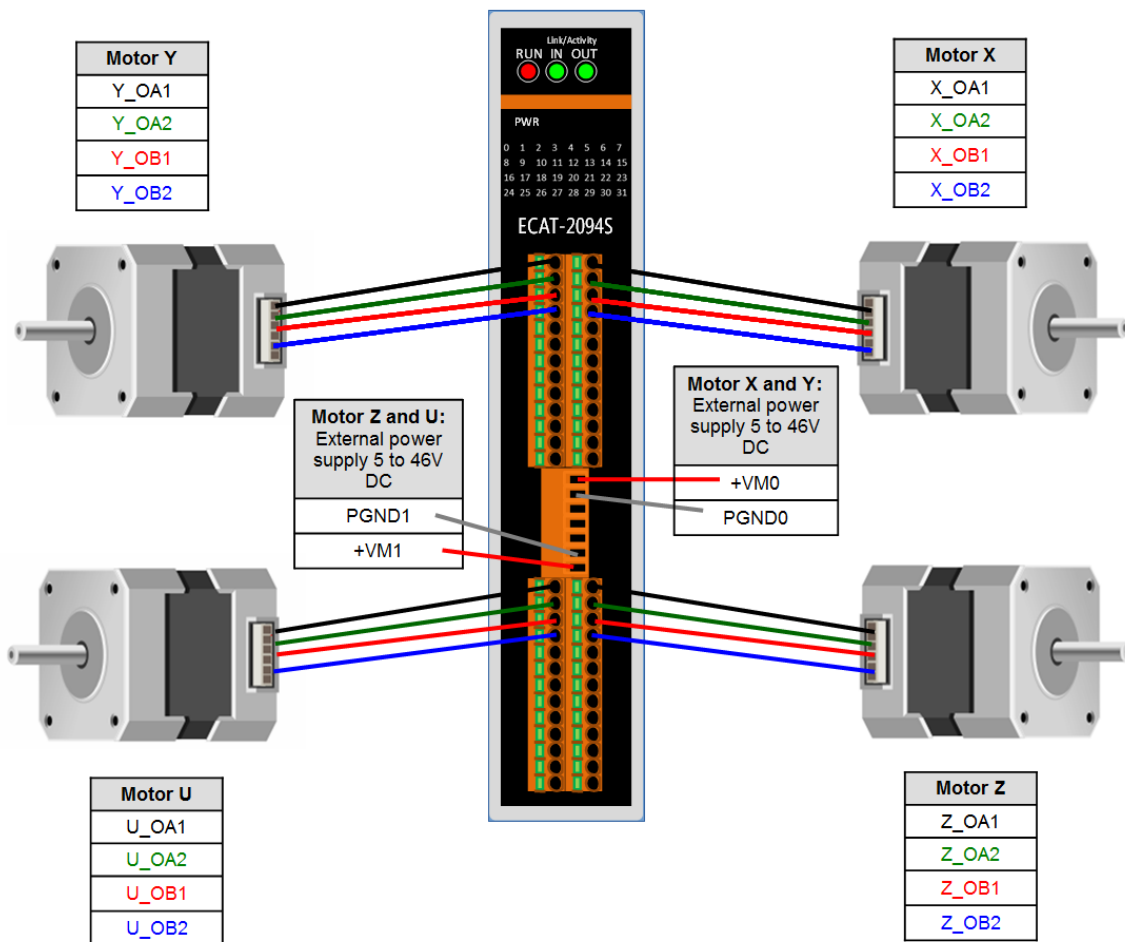 Link/Activity
RUN IN OUT
PWR
0 1 2 3 4 5 6 7
8 9 10 11 12 13 14 15
16 17 18 19 20 21 22 23
24 25 26 27 28 29 30 31
ECAT-2094S
Motor Y
Y_OA1
Y_OA2
Y_OB1
Y_OB2
Motor X
X_OA1
X_OA2
X_OB1
X_OB2
Motor Z and U:
External power
supply 5 to 46V
DC
PGND1
+VM1
Motor X and Y:
External power
supply 5 to 46V
DC
+VM0
PGND0
Motor U
U_OA1
U_OA2
U_OB1
U_OB2
Motor Z
Z_OA1
Z_OA2
Z_OB1
Z_OB2